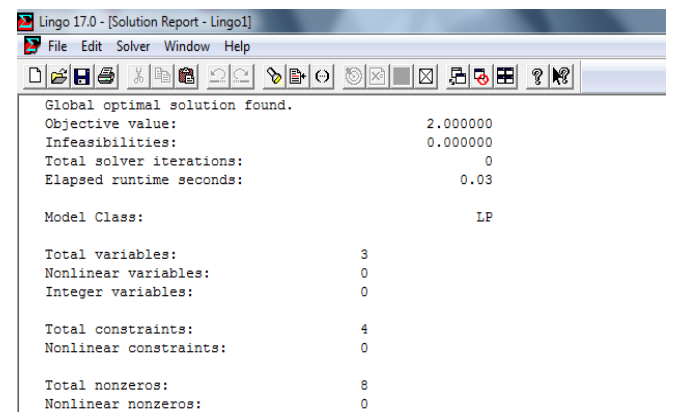 Lingo 17.0 - [Solution Report - Lingo1]
File Edit Solver Window Help
Global optimal solution found.
Objective value: 2.000000
Infeasibilities: 0.000000
Total solver iterations: 0
Elapsed runtime seconds: 0.03
Model Class: LP
Total variables: 3
Nonlinear variables: 0
Integer variables: 0
Total constraints: 4
Nonlinear constraints: 0
Total nonzeros: 8
Nonlinear nonzeros: 0